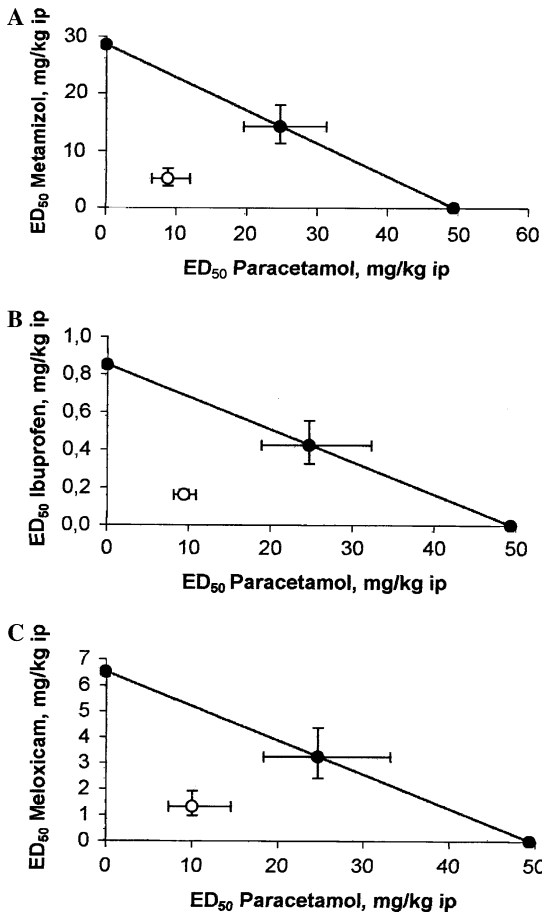 A
ED50 Metamizol, mg/kg ip
30
20
10
0
0 10 20 30 40 50 60
ED50 Paracetamol, mg/kg ip
B
ED50 Ibuprofen, mg/kg ip
1,0
0,8
0,6
0,4
0,2
0,0
0 10 20 30 40 50
ED50 Paracetamol, mg/kg ip
C
ED50 Meloxicam, mg/kg ip
7
6
5
4
3
2
1
0
0 10 20 30 40 50
ED50 Paracetamol, mg/kg ip